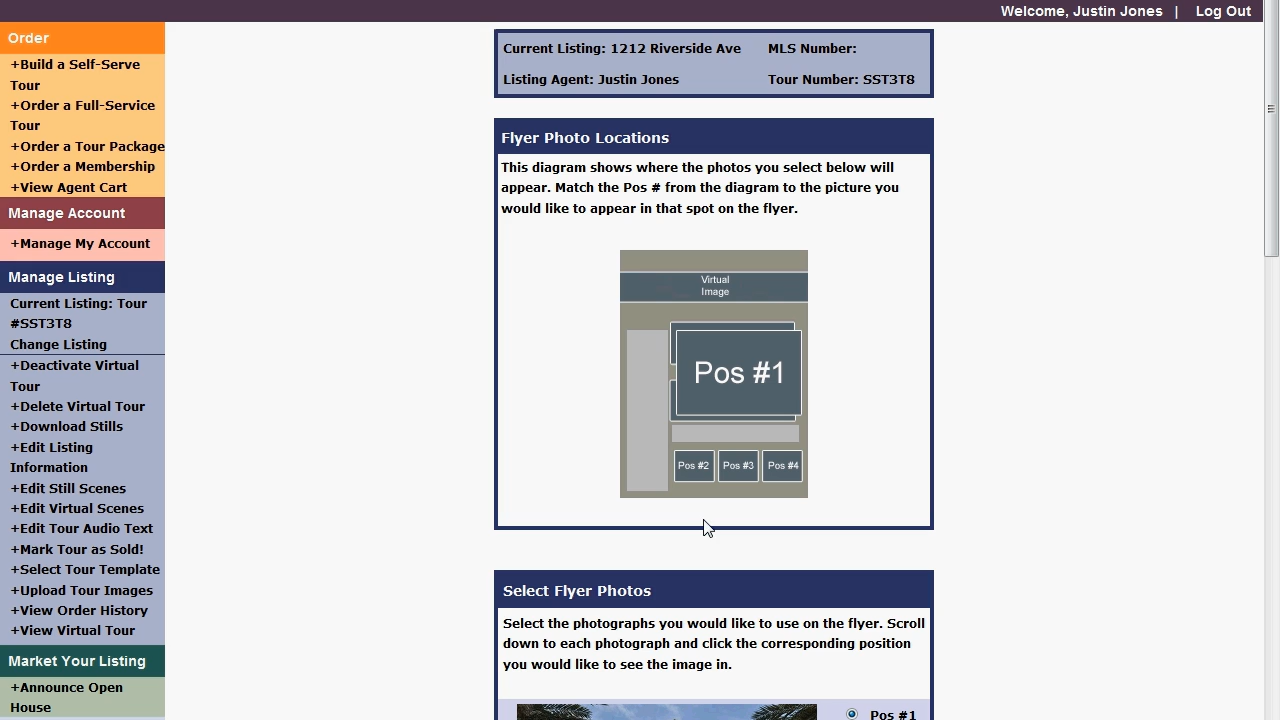 Welcome, Justin Jones | Log Out
Order
+Build a Self-Serve
Tour
+Order a Full-Service
Tour
+Order a Tour Package
+Order a Membership
+View Agent Cart
Manage Account
+Manage My Account
Manage Listing
Current Listing: Tour
#SST3T8
Change Listing
+Deactivate Virtual
Tour
+Delete Virtual Tour
+Download Stills
+Edit Listing
Information
+Edit Still Scenes
+Edit Virtual Scenes
+Edit Tour Audio Text
+Mark Tour as Sold!
+Select Tour Template
+Upload Tour Images
+View Order History
+View Virtual Tour
Market Your Listing
+Announce Open
House
Current Listing: 1212 Riverside Ave MLS Number:
Listing Agent: Justin Jones Tour Number: SST3T8
Flyer Photo Locations
This diagram shows where the photos you select below will
appear. Match the Pos # from the diagram to the picture you
would like to appear in that spot on the flyer.
Virtual
Image
Pos #1
Pos #2 Pos #3 Pos #4
Select Flyer Photos
Select the photographs you would like to use on the flyer. Scroll
down to each photograph and click the corresponding position
you would like to see the image in.
Pos #1